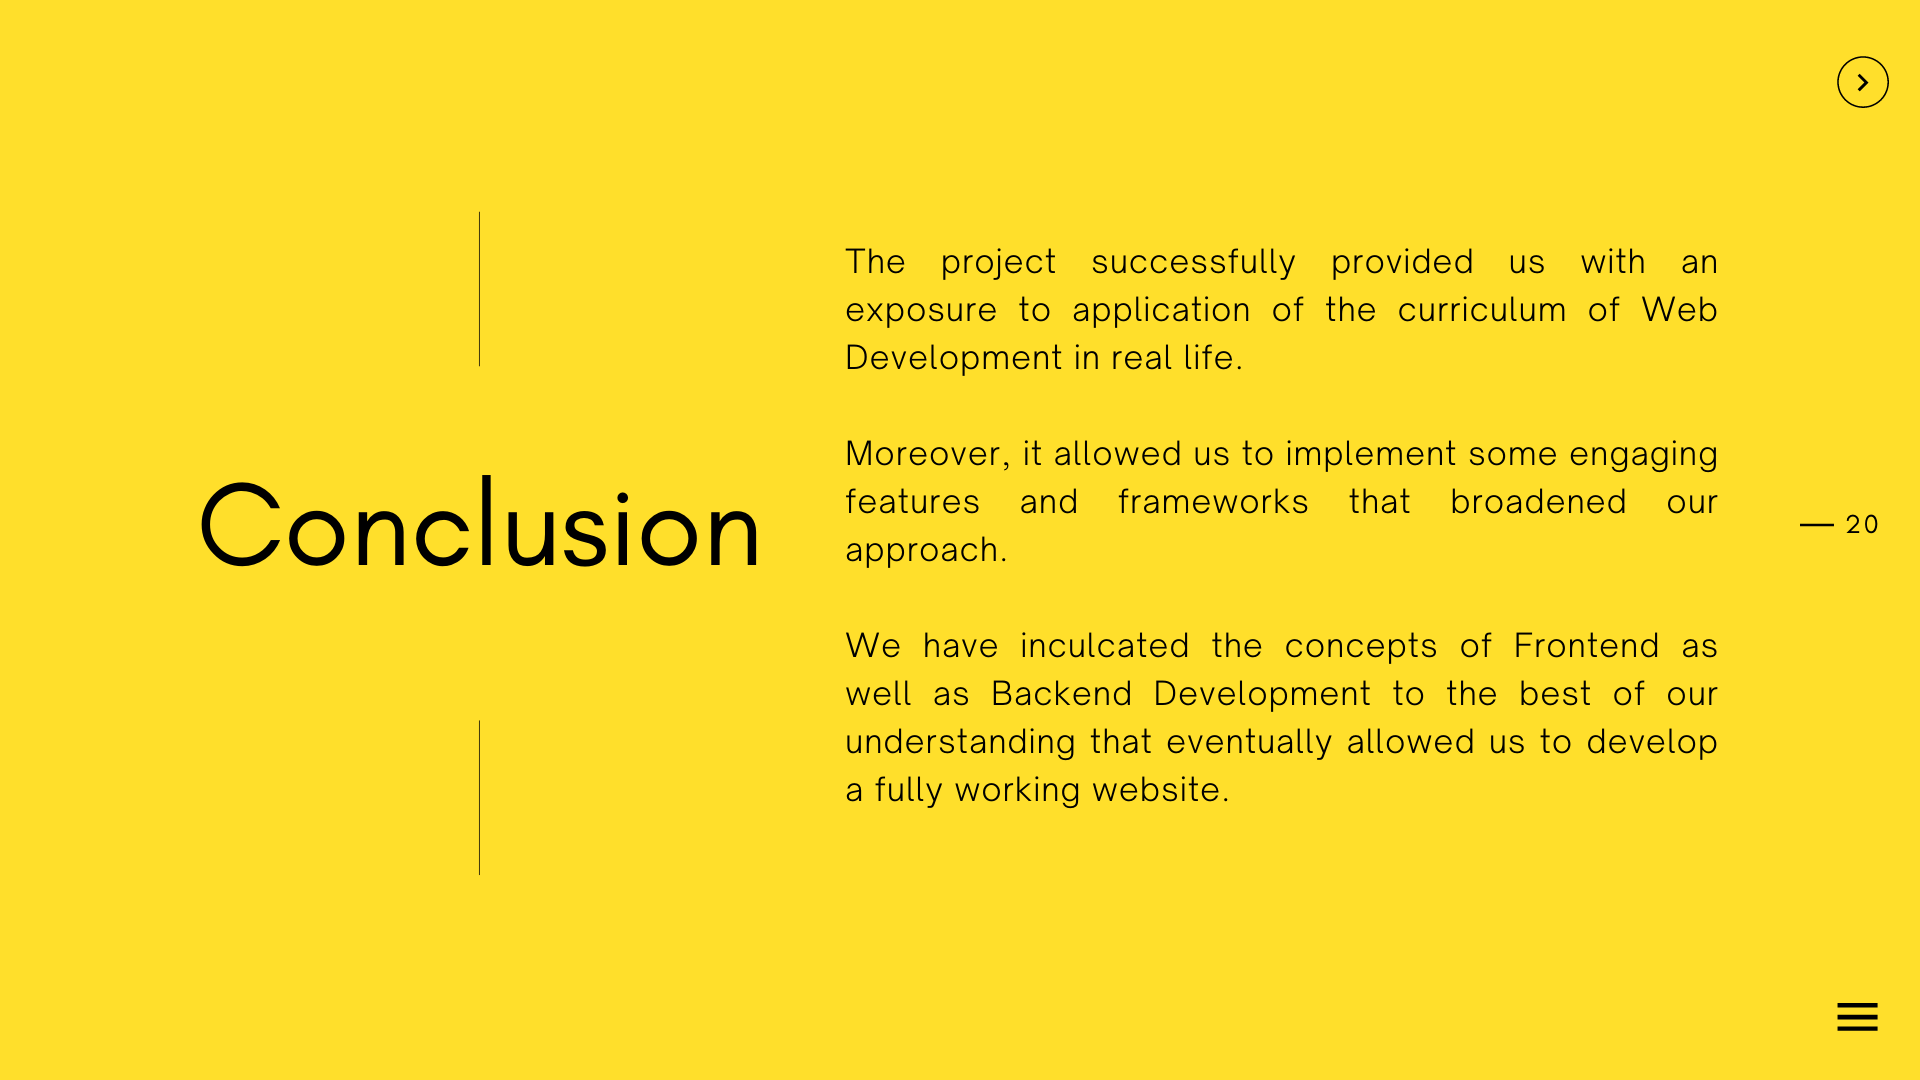 Conclusion
The project successfully provided us with an
exposure to application of the curriculum of Web
Development in real life.
Moreover, it allowed us to implement some engaging
features and frameworks that broadened our
approach.
We have inculcated the concepts of Frontend as
well as Backend Development to the best of our
understanding that eventually allowed us to develop
a fully working website.
— 20